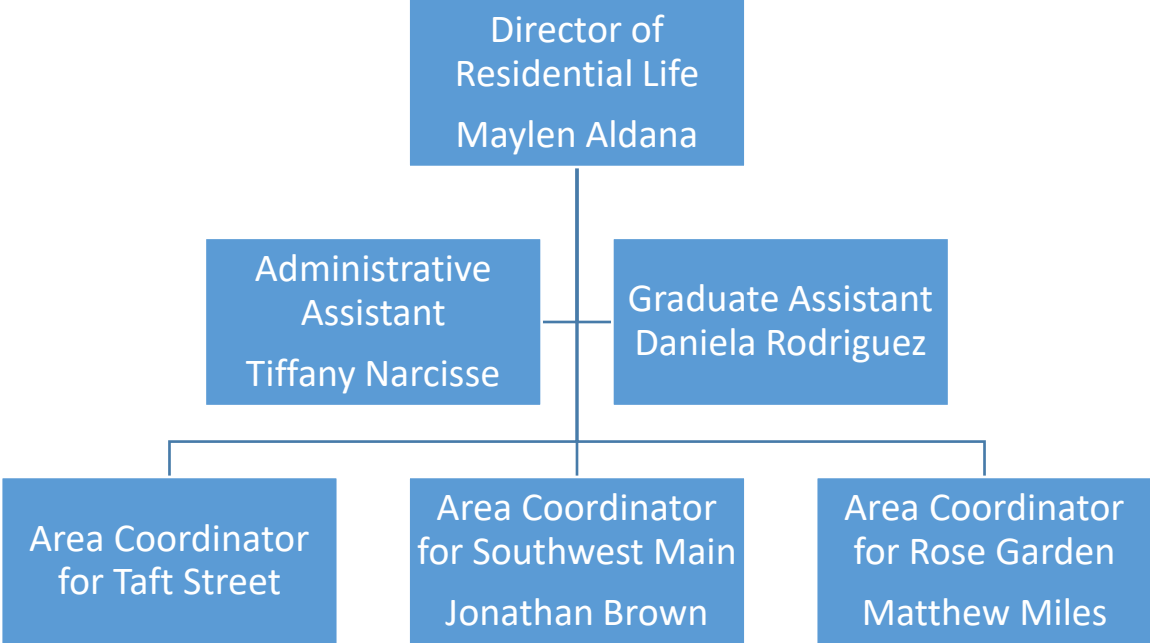 Director of
Residential Life
Maylen Aldana
Administrative
Assistant
Tiffany Narcisse
Graduate Assistant
Daniela Rodriguez
Area Coordinator
for Taft Street
Area Coordinator
for Southwest Main
Jonathan Brown
Area Coordinator
for Rose Garden
Matthew Miles